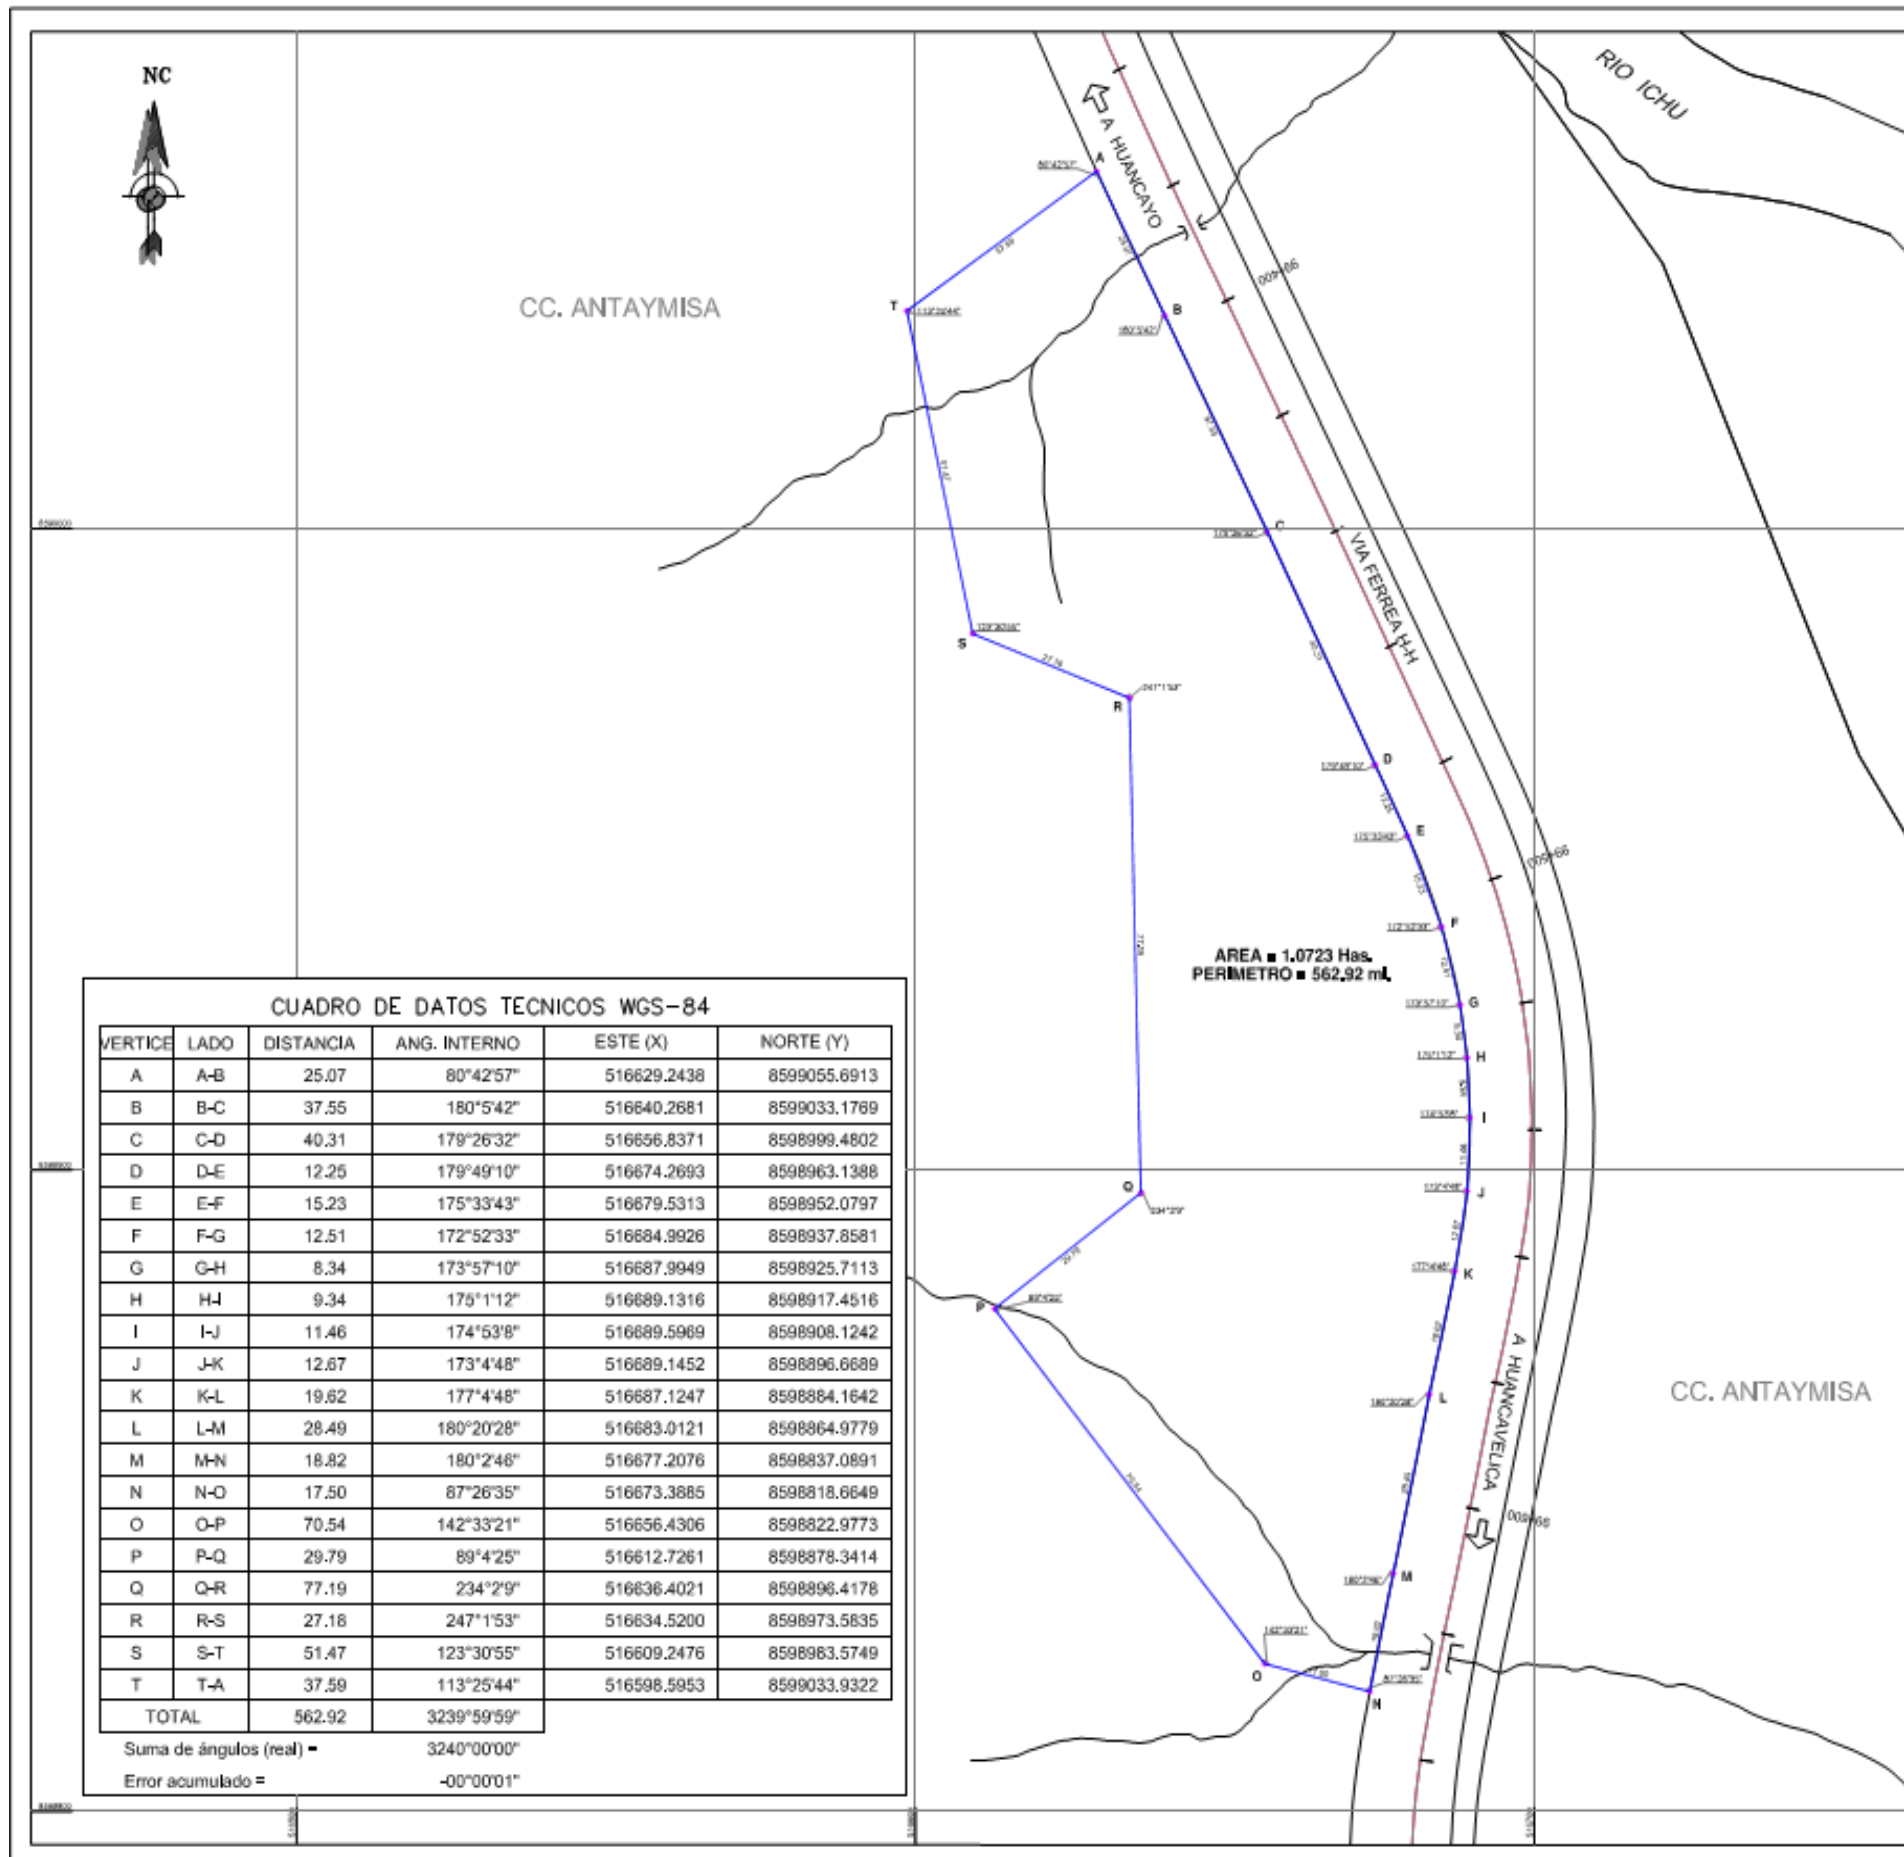 NC
RIO ICHU
A HUANCAYO
A
B
T
CC. ANTAYMISA
99+400
C
VIA FERREA H-H
S
R
D
E
99+500
F
AREA = 1.0723 Has.
PERIMETRO = 562.92 ml.
G
H
I
J
Q
K
P
L
A HUANCAVELICA
CC. ANTAYMISA
99+600
M
O
N
CUADRO DE DATOS TECNICOS WGS-84
VERTICE LADO DISTANCIA ANG. INTERNO ESTE (X) NORTE (Y)
A A-B 25.07 80°42'57" 516629.2438 8599055.6913
B B-C 37.55 180°5'42" 516640.2681 8599033.1769
C C-D 40.31 179°26'32" 516656.8371 8598999.4802
D D-E 12.25 179°49'10" 516674.2693 8598963.1388
E E-F 15.23 175°33'43" 516679.5313 8598952.0797
F F-G 12.51 172°52'33" 516684.9926 8598937.8581
G G-H 8.34 173°57'10" 516687.9949 8598925.7113
H H-I 9.34 175°1'12" 516689.1316 8598917.4516
I I-J 11.46 174°53'8" 516689.5969 8598908.1242
J J-K 12.67 173°4'48" 516689.1452 8598896.6689
K K-L 19.62 177°4'48" 516687.1247 8598884.1642
L L-M 28.49 180°20'28" 516683.0121 8598864.9779
M M-N 18.82 180°2'46" 516677.2076 8598837.0891
N N-O 17.50 87°26'35" 516673.3885 8598818.6649
O O-P 70.54 142°33'21" 516656.4306 8598822.9773
P P-Q 29.79 89°4'25" 516612.7261 8598878.3414
Q Q-R 77.19 234°2'9" 516636.4021 8598896.4178
R R-S 27.18 247°1'53" 516634.5200 8598973.5835
S S-T 51.47 123°30'55" 516609.2476 8598983.5749
T T-A 37.59 113°25'44" 516598.5953 8599033.9322
TOTAL 562.92 3239°59'59"
Suma de ángulos (real) = 3240°00'00"
Error acumulado = -00°00'01"